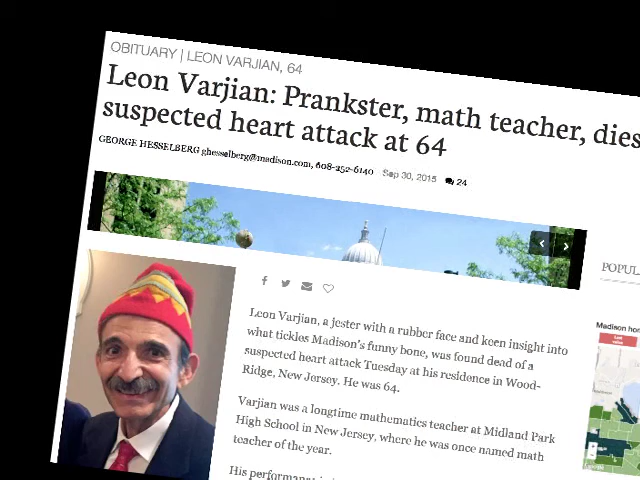 OBITUARY | LEON VARJIAN, 64
Leon Varjian: Prankster, math teacher, dies
suspected heart attack at 64
GEORGE HESSELBERG ghesselberg@madison.com, 608-252-6140 Sep 30, 2015 24
POPUL
Leon Varjian, a jester with a rubber face and keen insight into
what tickles Madison's funny bone, was found dead of a
suspected heart attack Tuesday at his residence in Wood-
Ridge, New Jersey. He was 64.
Madison hom
Varjian was a longtime mathematics teacher at Midland Park
High School in New Jersey, where he was once named math
teacher of the year.
His performan